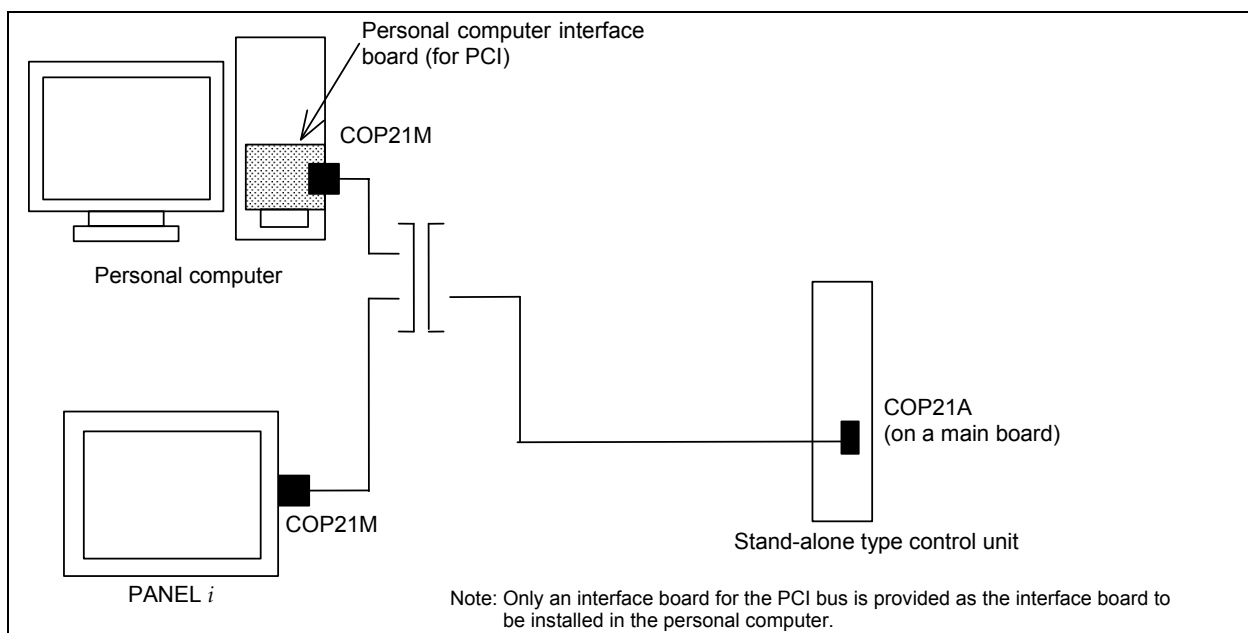 Personal computer interface
board (for PCI)
COP21M
Personal computer
COP21A
(on a main board)
COP21M
Stand-alone type control unit
PANEL i
Note: Only an interface board for the PCI bus is provided as the interface board to
be installed in the personal computer.